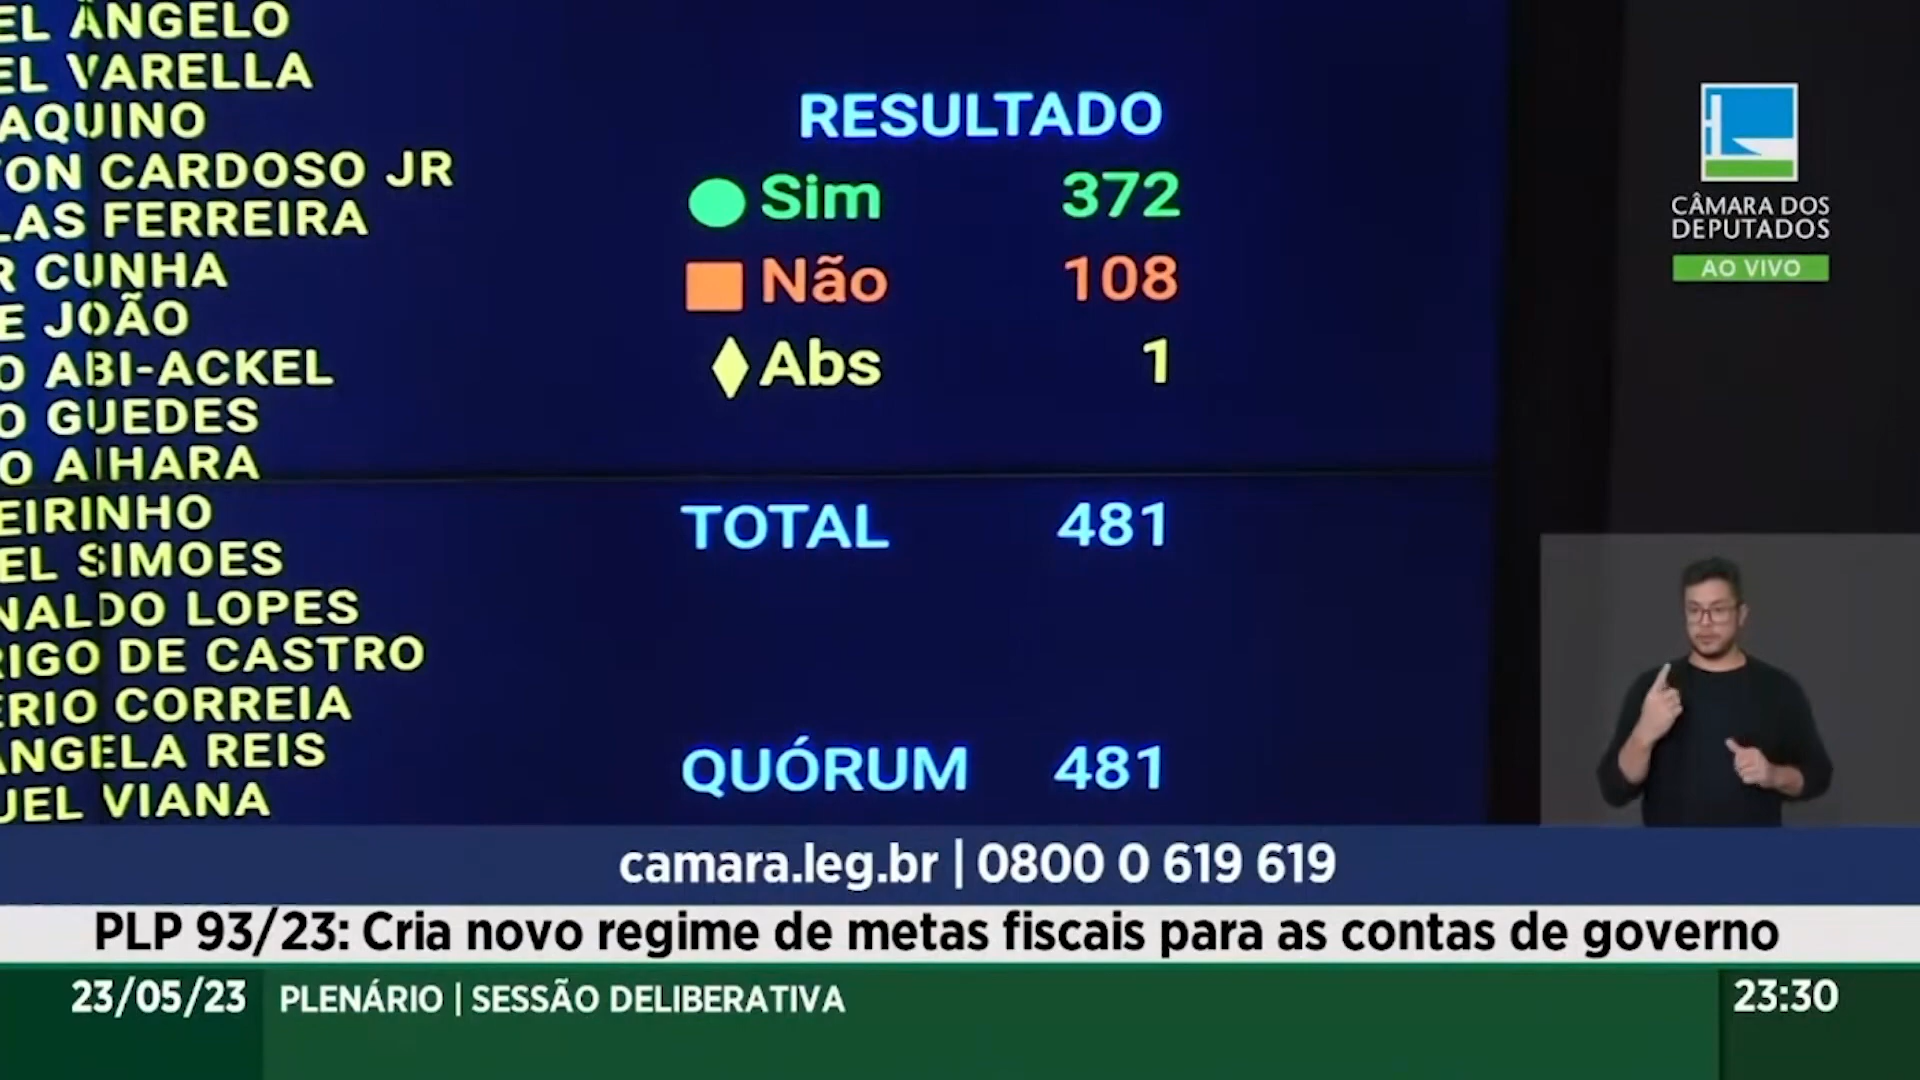 EL ÂNGELO
EL VARELLA
AQUINO
TON CARDOSO JR
LAS FERREIRA
R CUNHA
E JOÃO
O ABI-ACKEL
O GUEDES
O AIHARA
EIRINHO
EL SIMOES
NALDO LOPES
RIGO DE CASTRO
ÉRIO CORREIA
ANGELA REIS
UEL VIANA
RESULTADO
Sim 372
Não 108
Abs 1
TOTAL 481
QUÓRUM 481
CÂMARA DOS
DEPUTADOS
AO VIVO
camara.leg.br | 0800 0 619 619
PLP 93/23: Cria novo regime de metas fiscais para as contas de governo
23/05/23 PLENÁRIO | SESSÃO DELIBERATIVA 23:30